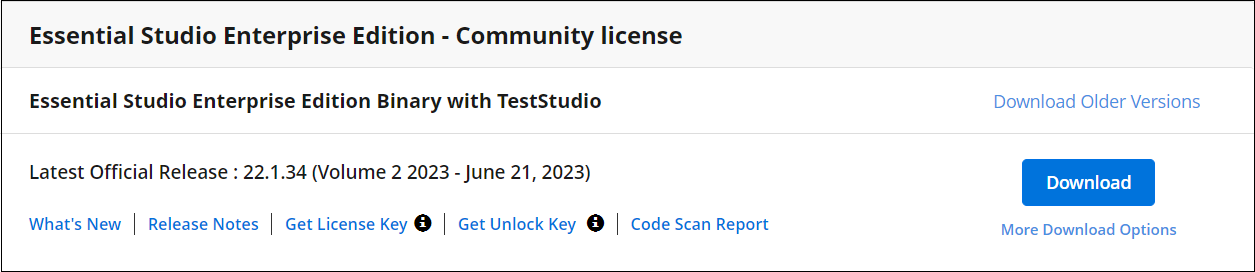 Essential Studio Enterprise Edition - Community license
Essential Studio Enterprise Edition Binary with TestStudio
Download Older Versions
Latest Official Release : 22.1.34 (Volume 2 2023 - June 21, 2023)
Download
What's New | Release Notes | Get License Key | Get Unlock Key | Code Scan Report
More Download Options